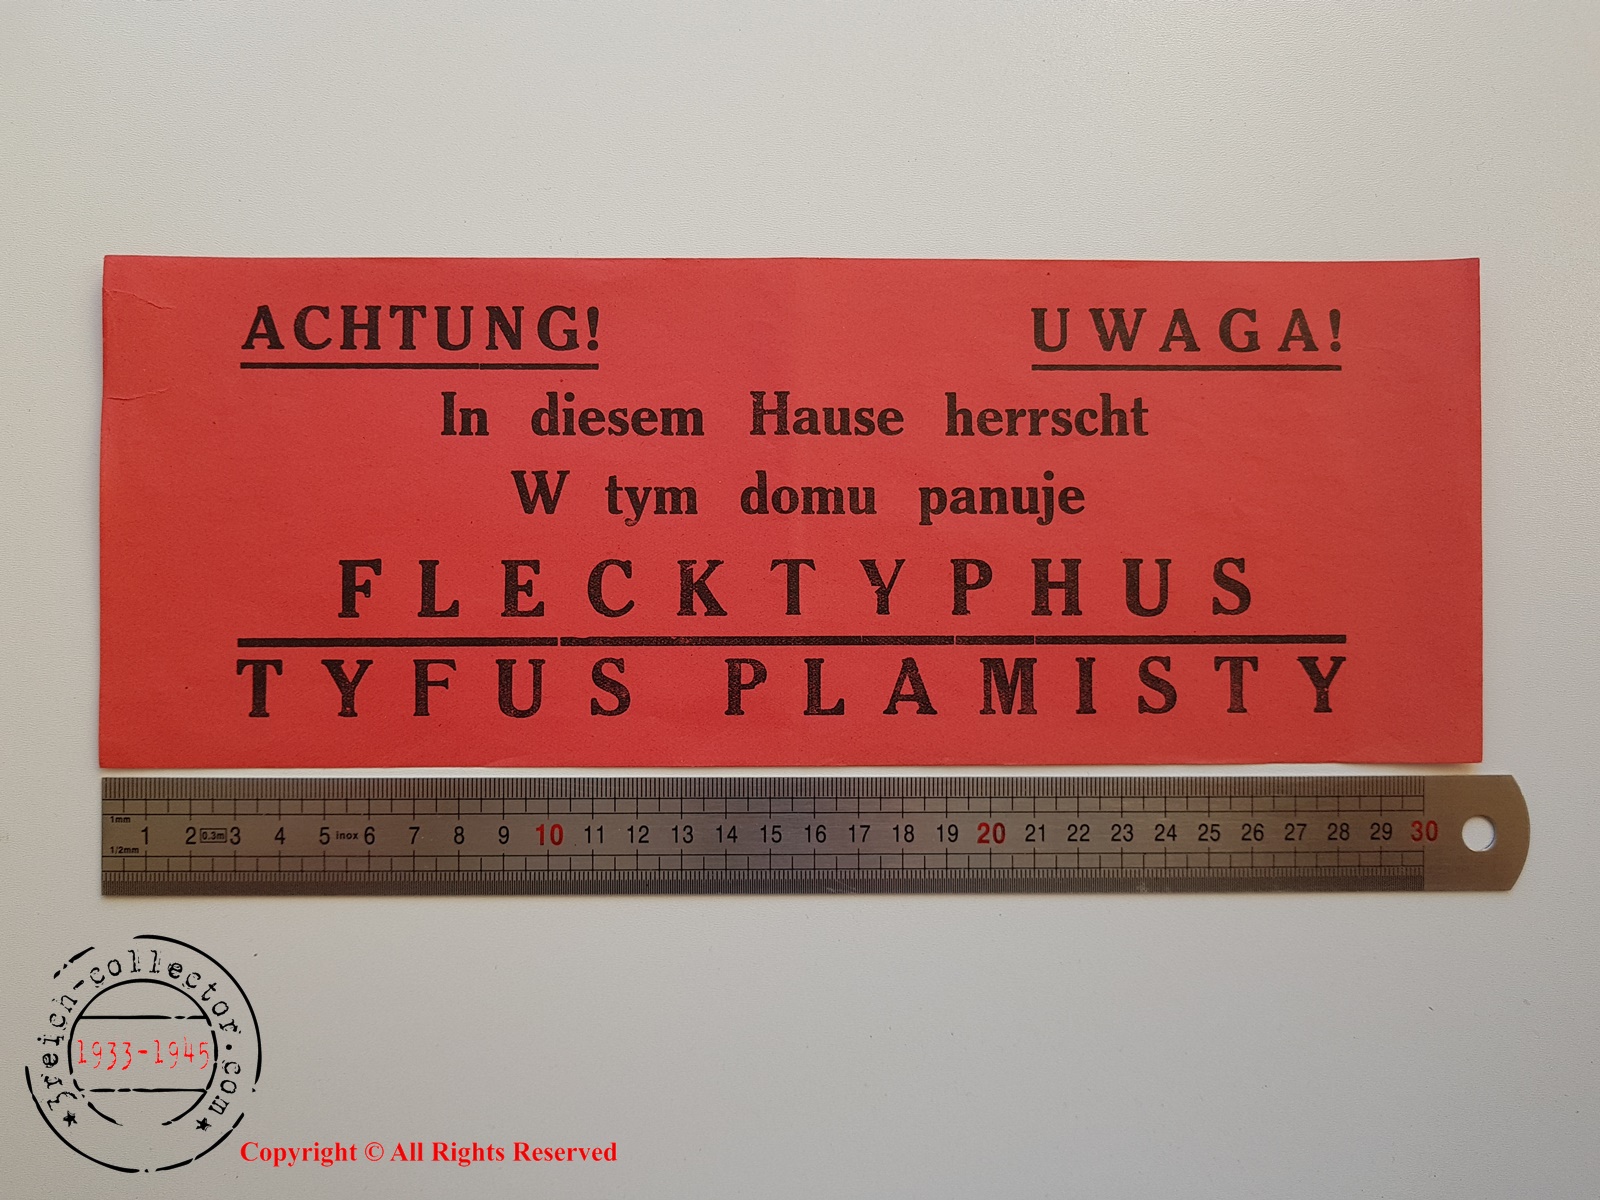 ACHTUNG! UWAGA!
In diesem Hause herrscht
W tym domu panuje
FLECKTYPHUS
TYFUS PLAMISTY
1mm
1 2 0.3m 3 4 5 inox 6 7 8 9 10 11 12 13 14 15 16 17 18 19 20 21 22 23 24 25 26 27 28 29 30
1/2mm
3reich-collector.com
1933-1945
Copyright © All Rights Reserved